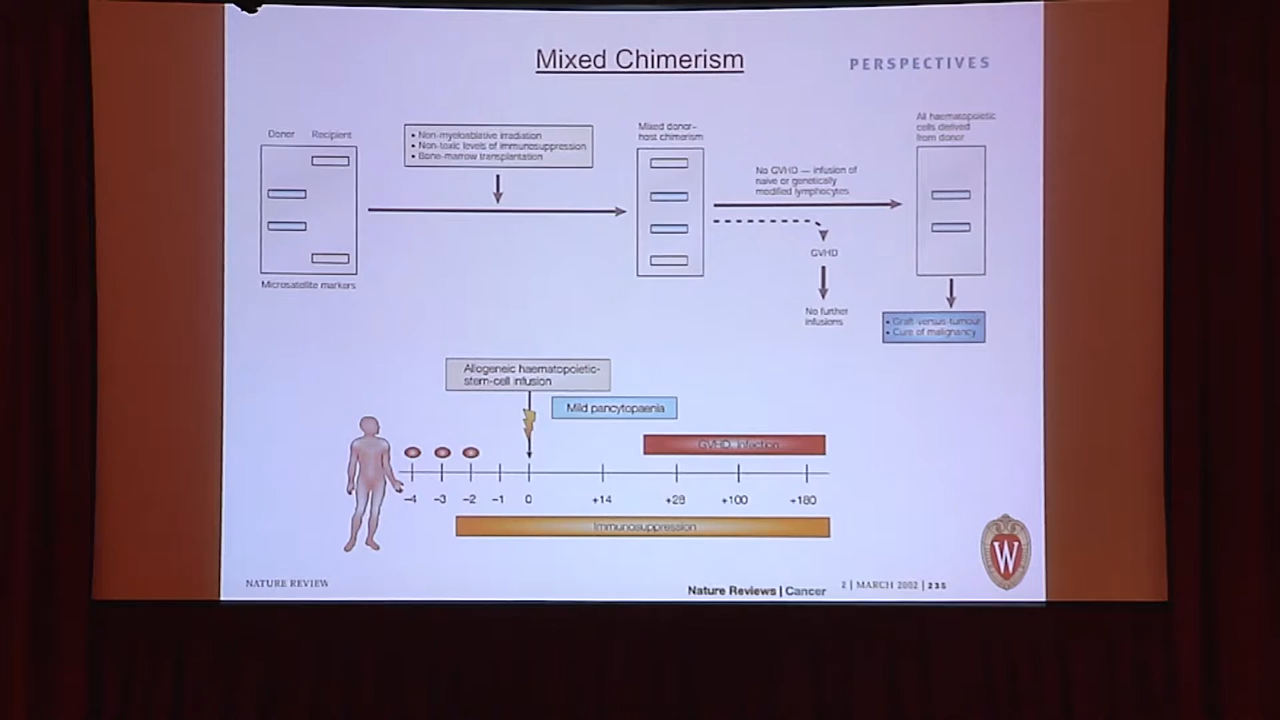 Mixed Chimerism
PERSPECTIVES
Donor
Recipient
Microsatellite markers
• Non-myeloablative irradiation
• Non-toxic levels of immunosuppression
• Bone-marrow transplantation
Mixed donor–
host chimerism
No GVHD — infusion of
naive or genetically
modified lymphocytes
GVHD
No further
infusions
All haematopoietic
cells derived
from donor
• Graft-versus-tumour
• Cure of malignancy
Allogeneic haematopoietic-
stem-cell infusion
Mild pancytopaenia
GVHD, infection
–4 –3 –2 –1 0 +14 +28 +100 +180
Immunosuppression
W
NATURE REVIEW
Nature Reviews | Cancer
2 | MARCH 2002 | 235